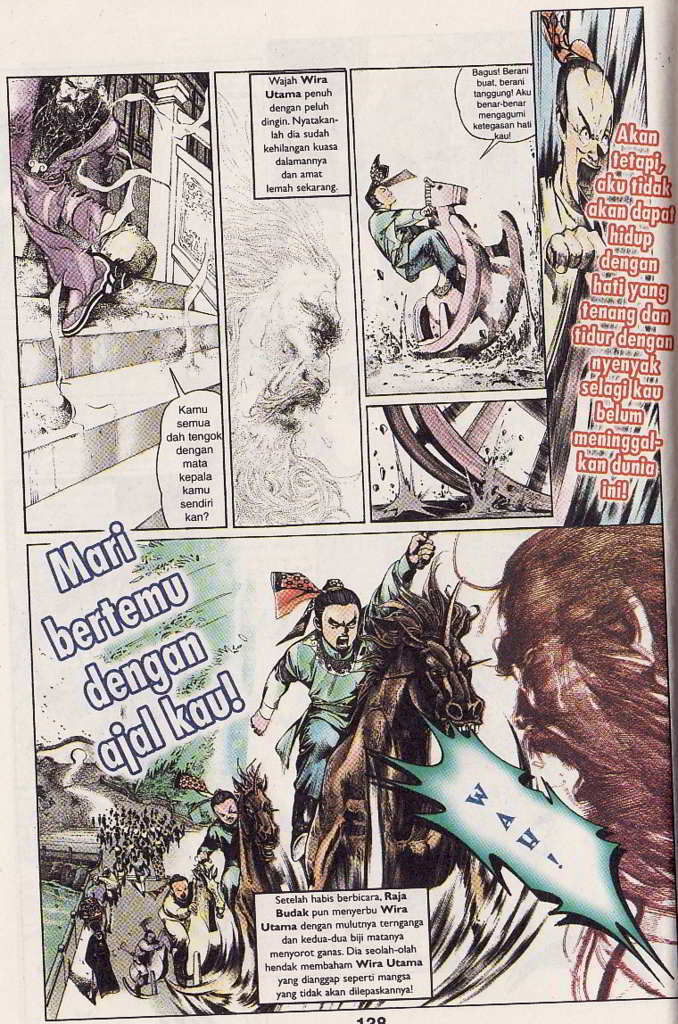 Kamu
semua
dah tengok
dengan
mata
kepala
kamu
sendiri
kan?
Wajah Wira
Utama penuh
dengan peluh
dingin. Nyatakan-
lah dia sudah
kehilangan kuasa
dalamannya
dan amat
lemah sekarang.
Bagus! Berani
buat, berani
tanggung! Aku
benar-benar
mengagumi
ketegasan hati
kau!
Akan
tetapi,
aku tidak
akan dapat
hidup
dengan
hati yang
tenang dan
tidur dengan
nyenyak
selagi kau
belum
meninggal-
kan dunia
ini!
Mari
bertemu
dengan
ajal kau!
WAH!
Setelah habis berbicara, Raja
Budak pun menyerbu Wira
Utama dengan mulutnya ternganga
dan kedua-dua biji matanya
menyorot ganas. Dia seolah-olah
hendak membaham Wira Utama
yang dianggap seperti mangsa
yang tidak akan dilepaskannya!
128